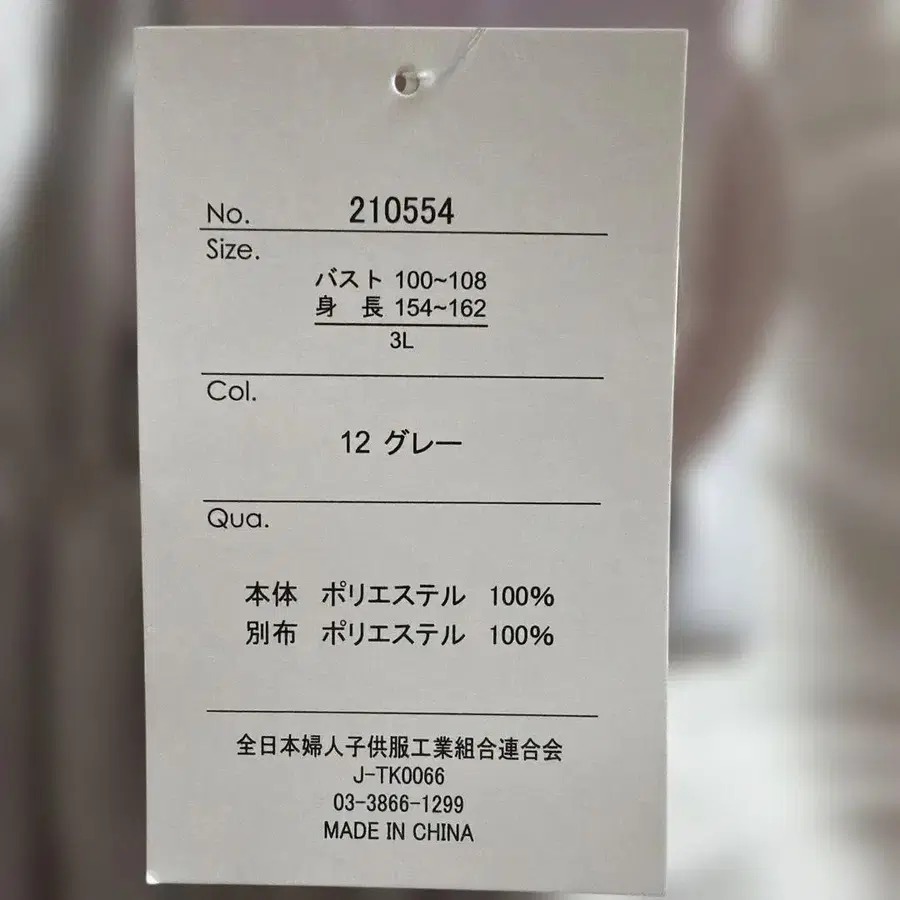 No. 210554
Size.
バスト 100~108
身 長 154~162
3L
Col.
12 グレー
Qua.
本体 ポリエステル 100%
別布 ポリエステル 100%
全日本婦人子供服工業組合連合会
J-TK0066
03-3866-1299
MADE IN CHINA